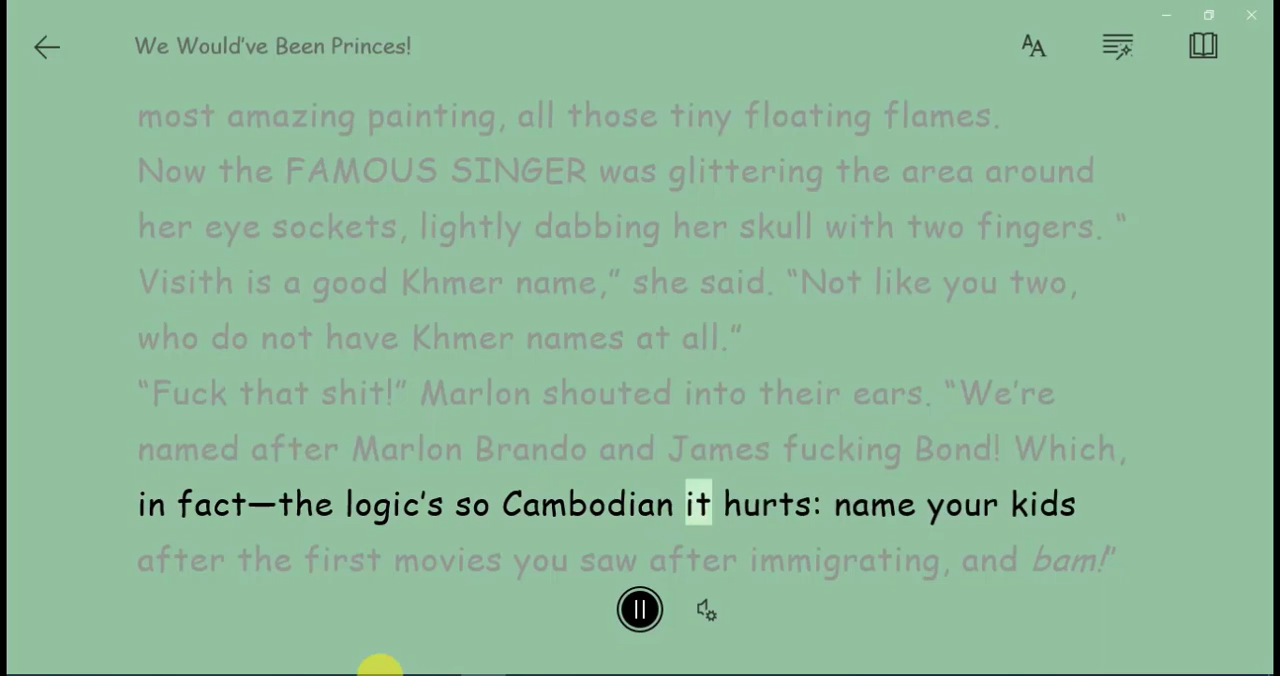 We Would've Been Princes!
most amazing painting, all those tiny floating flames.
Now the FAMOUS SINGER was glittering the area around
her eye sockets, lightly dabbing her skull with two fingers. “
Visith is a good Khmer name,” she said. “Not like you two,
who do not have Khmer names at all.”
“Fuck that shit!” Marlon shouted into their ears. “We’re
named after Marlon Brando and James fucking Bond! Which,
in fact—the logic’s so Cambodian it hurts: name your kids
after the first movies you saw after immigrating, and bam!”